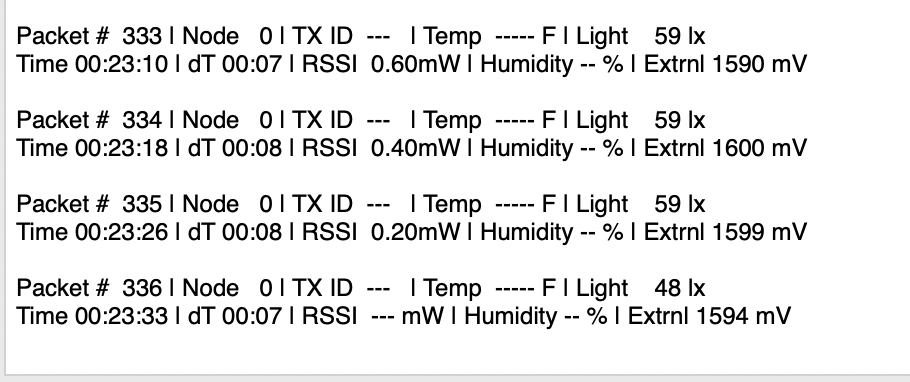 Packet #  333 | Node   0 | TX ID  ---   | Temp  ----- F | Light    59 lx
Time 00:23:10 | dT 00:07 | RSSI  0.60mW | Humidity -- % | Extrnl 1590 mV
Packet #  334 | Node   0 | TX ID  ---   | Temp  ----- F | Light    59 lx
Time 00:23:18 | dT 00:08 | RSSI  0.40mW | Humidity -- % | Extrnl 1600 mV
Packet #  335 | Node   0 | TX ID  ---   | Temp  ----- F | Light    59 lx
Time 00:23:26 | dT 00:08 | RSSI  0.20mW | Humidity -- % | Extrnl 1599 mV
Packet #  336 | Node   0 | TX ID  ---   | Temp  ----- F | Light    48 lx
Time 00:23:33 | dT 00:07 | RSSI  --- mW | Humidity -- % | Extrnl 1594 mV